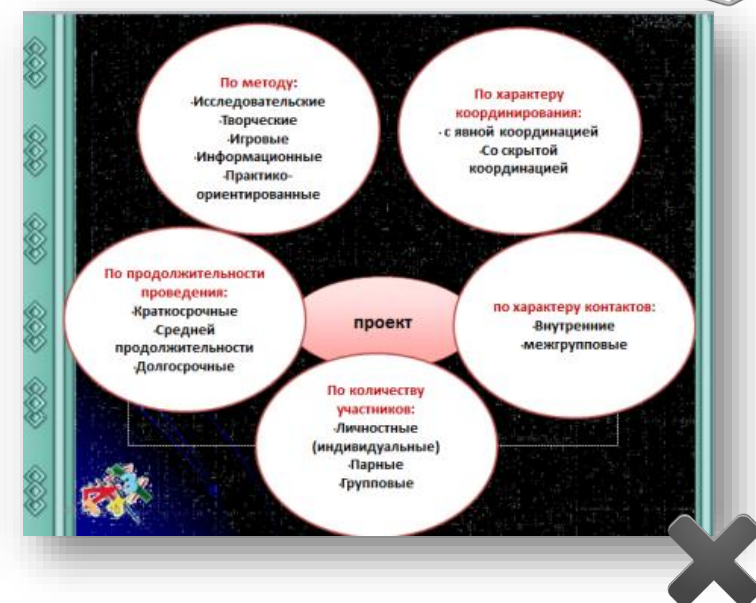 По методу:
·Исследовательские
·Творческие
·Игровые
·Информационные
·Практико-
ориентированные
По характеру
координирования:
· с явной координацией
·Со скрытой
координацией
По продолжительности
проведения:
·Краткосрочные
·Средней
продолжительности
·Долгосрочные
проект
по характеру контактов:
·Внутренние
·межгрупповые
По количеству
участников:
·Личностные
(индивидуальные)
·Парные
·Групповые